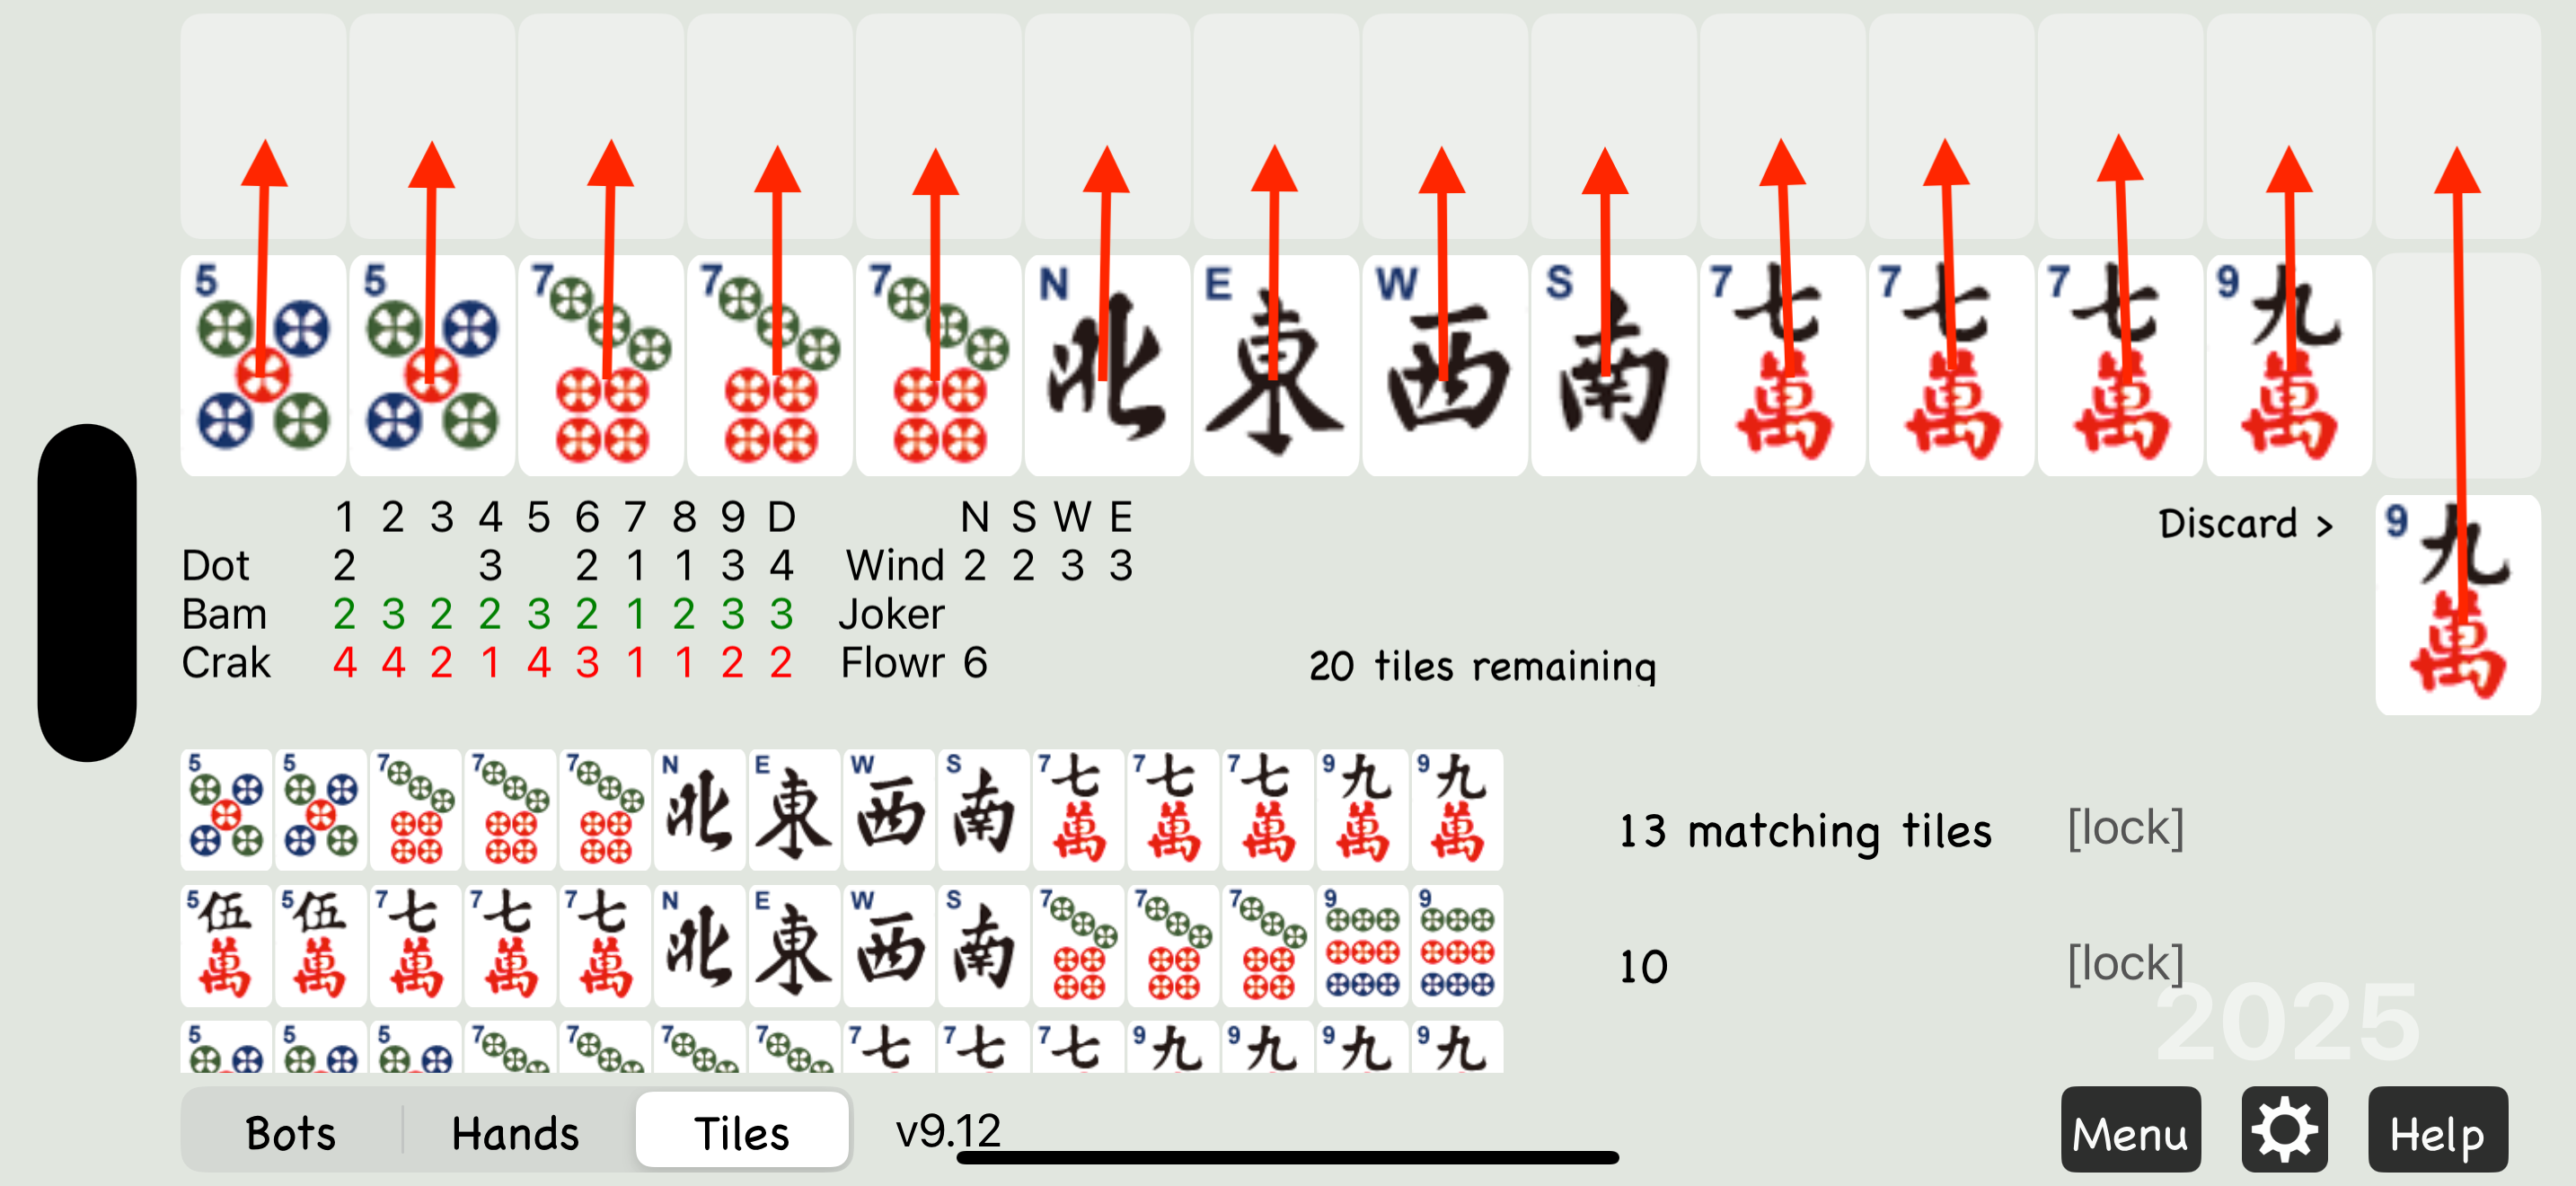 5 5 7 7 7 N 北 E 東 W 西 S 南 7 七萬 7 七萬 7 七萬 9 九萬
1 2 3 4 5 6 7 8 9 D N S W E
Dot 2 3 2 1 1 3 4 Wind 2 2 3 3
Bam 2 3 2 2 3 2 1 2 3 3 Joker
Crak 4 4 2 1 4 3 1 1 2 2 Flowr 6
20 tiles remaining
Discard >
9 九萬
5 5 7 7 7 N 北 E 東 W 西 S 南 7 七萬 7 七萬 7 七萬 9 九萬 9 九萬
13 matching tiles [lock]
5 伍萬 5 伍萬 7 七萬 7 七萬 7 七萬 N 北 E 東 W 西 S 南 7 7 7 9 9
10 [lock]
5 5 5 7 7 7 7 7 七 7 七 7 七 9 九 9 九 9 九 9 九
2025
Bots Hands Tiles v9.12 Menu Help